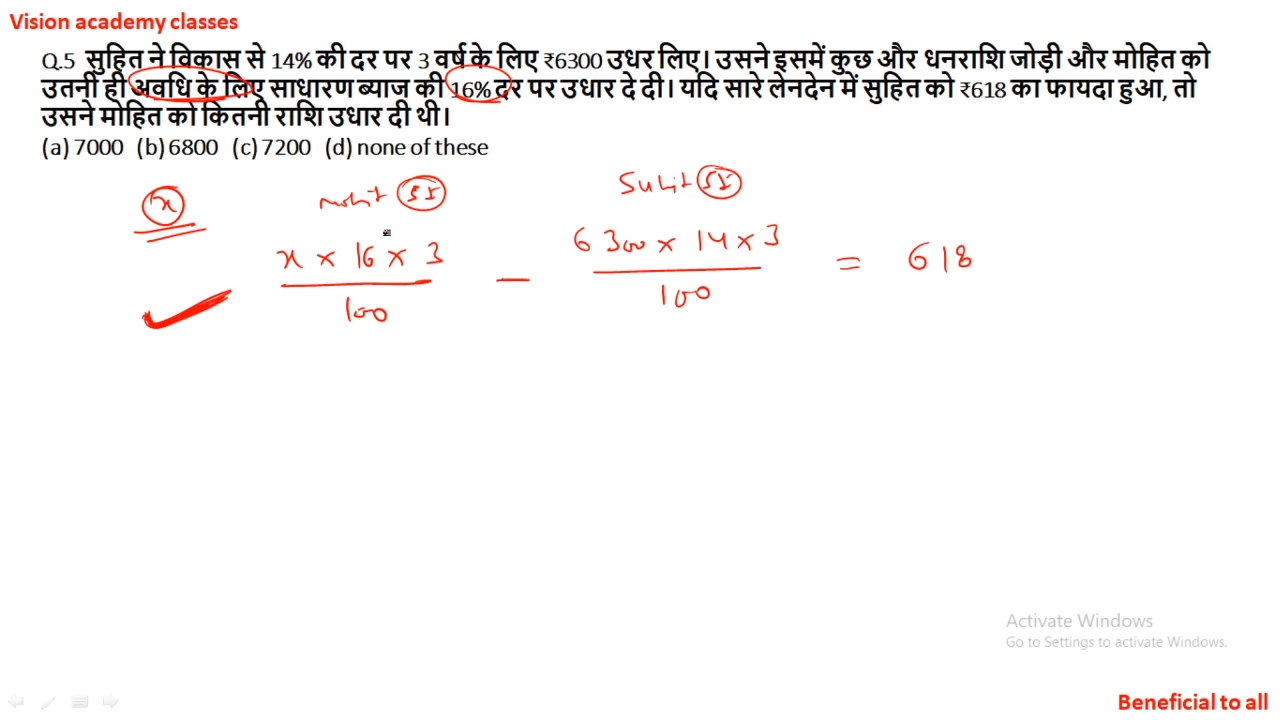 Vision academy classes
Q.5 सुहित ने विकास से 14% की दर पर 3 वर्ष के लिए ₹6300 उधर लिए। उसने इसमें कुछ और धनराशि जोड़ी और मोहित को
उतनी ही अवधि के लिए साधारण ब्याज की 16% दर पर उधार दे दी। यदि सारे लेनदेन में सुहित को ₹618 का फायदा हुआ, तो
उसने मोहित को कितनी राशि उधार दी थी।
(a) 7000 (b) 6800 (c) 7200 (d) none of these
x mohit SI Suhit SI
x × 16 × 3 / 100 − 6300 × 14 × 3 / 100 = 618
Activate Windows
Go to Settings to activate Windows.
Beneficial to all